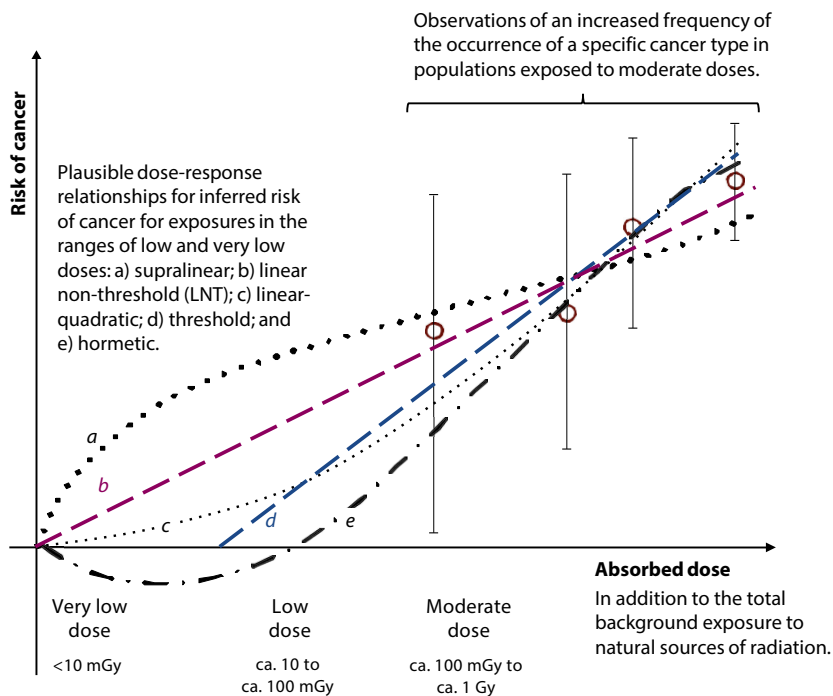 Observations of an increased frequency of
the occurrence of a specific cancer type in
populations exposed to moderate doses.
Risk of cancer
Plausible dose-response
relationships for inferred risk
of cancer for exposures in the
ranges of low and very low
doses: a) supralinear; b) linear
non-threshold (LNT); c) linear-
quadratic; d) threshold; and
e) hormetic.
a
b
c
d
e
Absorbed dose
In addition to the total
background exposure to
natural sources of radiation.
Very low
dose
<10 mGy
Low
dose
ca. 10 to
ca. 100 mGy
Moderate
dose
ca. 100 mGy to
ca. 1 Gy